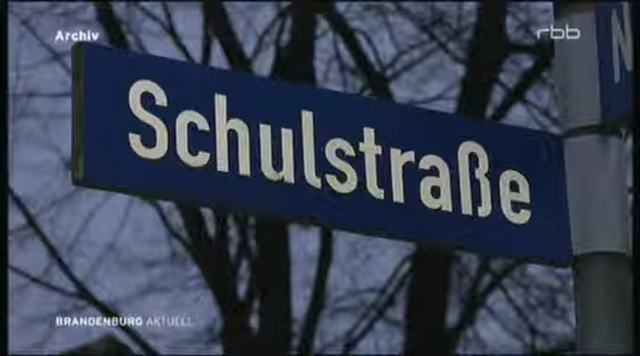 Archiv
rbb
N
Schulstraße
BRANDENBURG AKTUELL